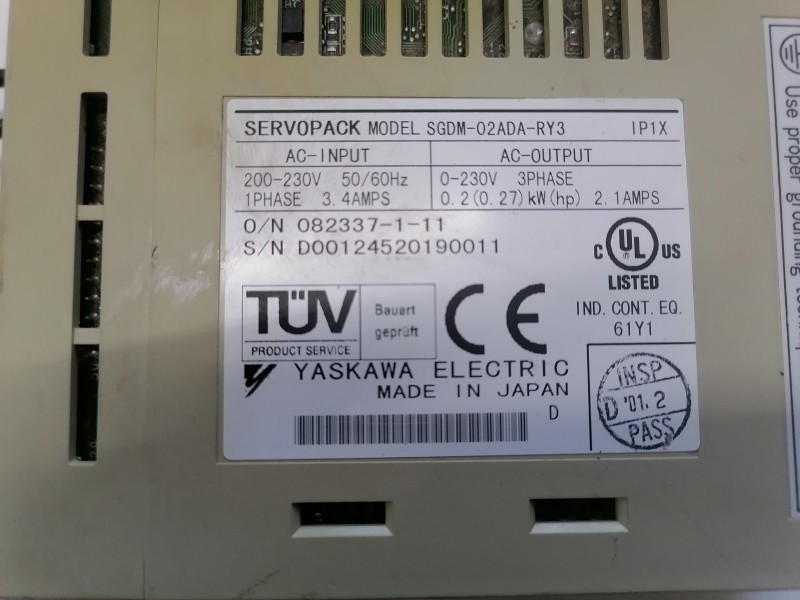 SERVOPACK MODEL SGDM-02ADA-RY3 IP1X
AC-INPUT AC-OUTPUT
200-230V 50/60Hz 0-230V 3PHASE
1PHASE 3.4AMPS 0.2(0.27)kW(hp) 2.1AMPS
O/N 082337-1-11
S/N D00124520190011
C UL US
LISTED
IND. CONT. EQ.
61Y1
TÜV
PRODUCT SERVICE
Bauart
geprüft
CE
YASKAWA ELECTRIC
MADE IN JAPAN
D
INSP
D '01.2
PASS
Use proper grounding